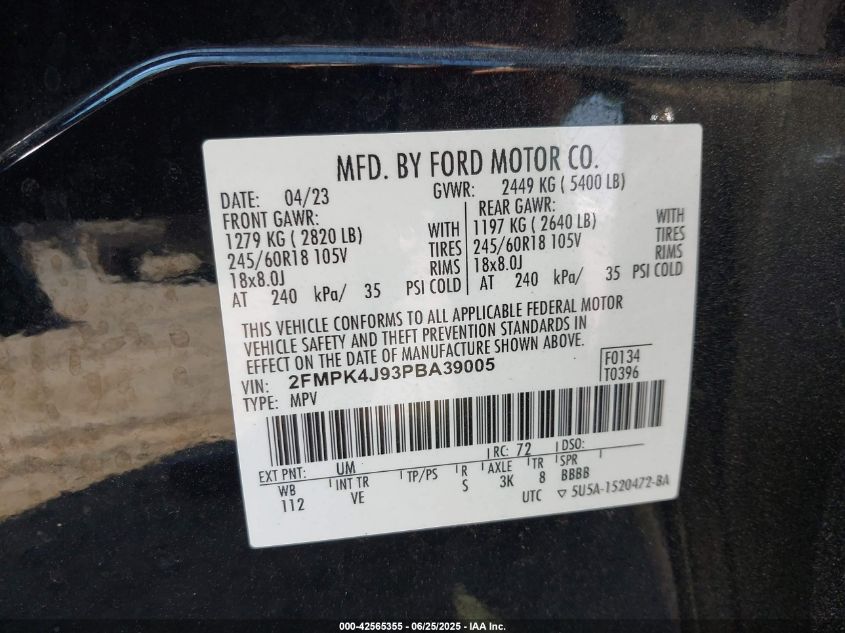 MFD. BY FORD MOTOR CO.
DATE: 04/23 GVWR: 2449 KG ( 5400 LB)
FRONT GAWR: REAR GAWR:
1279 KG ( 2820 LB) WITH 1197 KG ( 2640 LB) WITH
245/60R18 105V TIRES 245/60R18 105V TIRES
18x8.0J RIMS 18x8.0J RIMS
AT 240 kPa/ 35 PSI COLD AT 240 kPa/ 35 PSI COLD
THIS VEHICLE CONFORMS TO ALL APPLICABLE FEDERAL MOTOR
VEHICLE SAFETY AND THEFT PREVENTION STANDARDS IN
EFFECT ON THE DATE OF MANUFACTURE SHOWN ABOVE.
VIN: 2FMPK4J93PBA39005 F0134
TYPE: MPV T0396
EXT PNT: UM RC: 72 DSO:
WB INT TR TP/PS R AXLE TR SPR
112 VE S 3K 8 BBBB
UTC ▽ 5U5A-1520472-BA
000-42565355 - 06/25/2025 - IAA Inc.